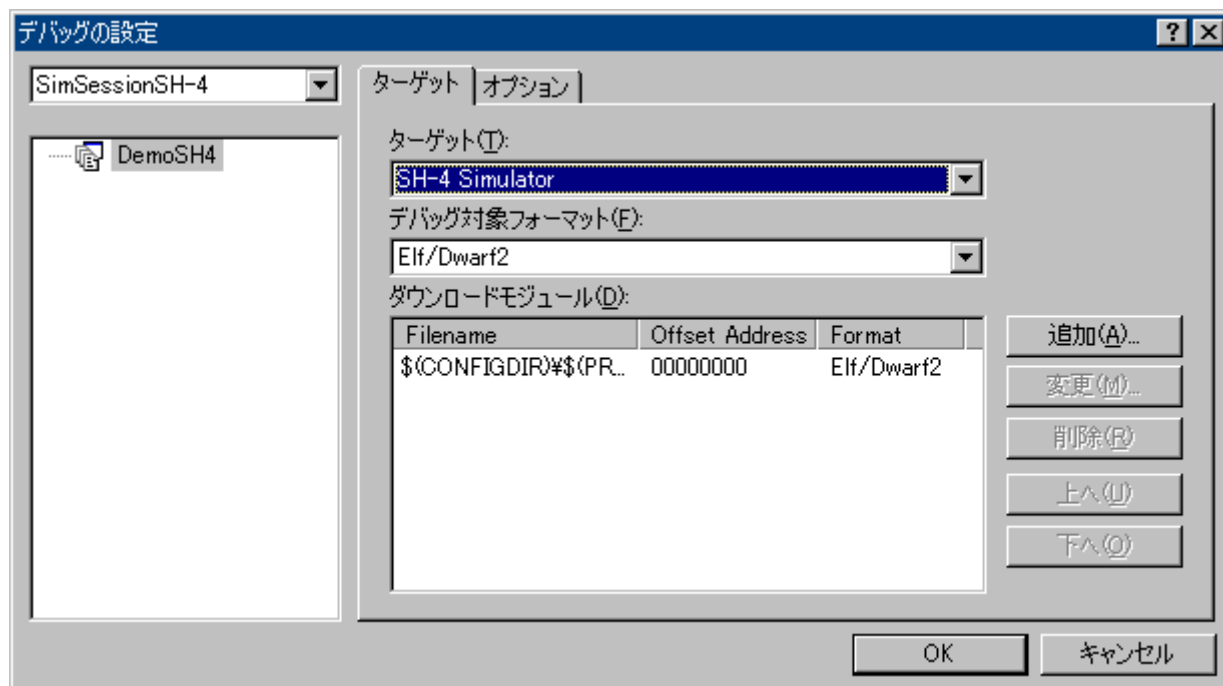 デバッグの設定
SimSessionSH-4
DemoSH4
ターゲット オプション
ターゲット(T):
SH-4 Simulator
デバッグ対象フォーマット(F):
Elf/Dwarf2
ダウンロードモジュール(D):
Filename Offset Address Format
$(CONFIGDIR)¥$(PR... 00000000 Elf/Dwarf2
追加(A)...
変更(M)...
削除(R)
上へ(U)
下へ(O)
OK キャンセル